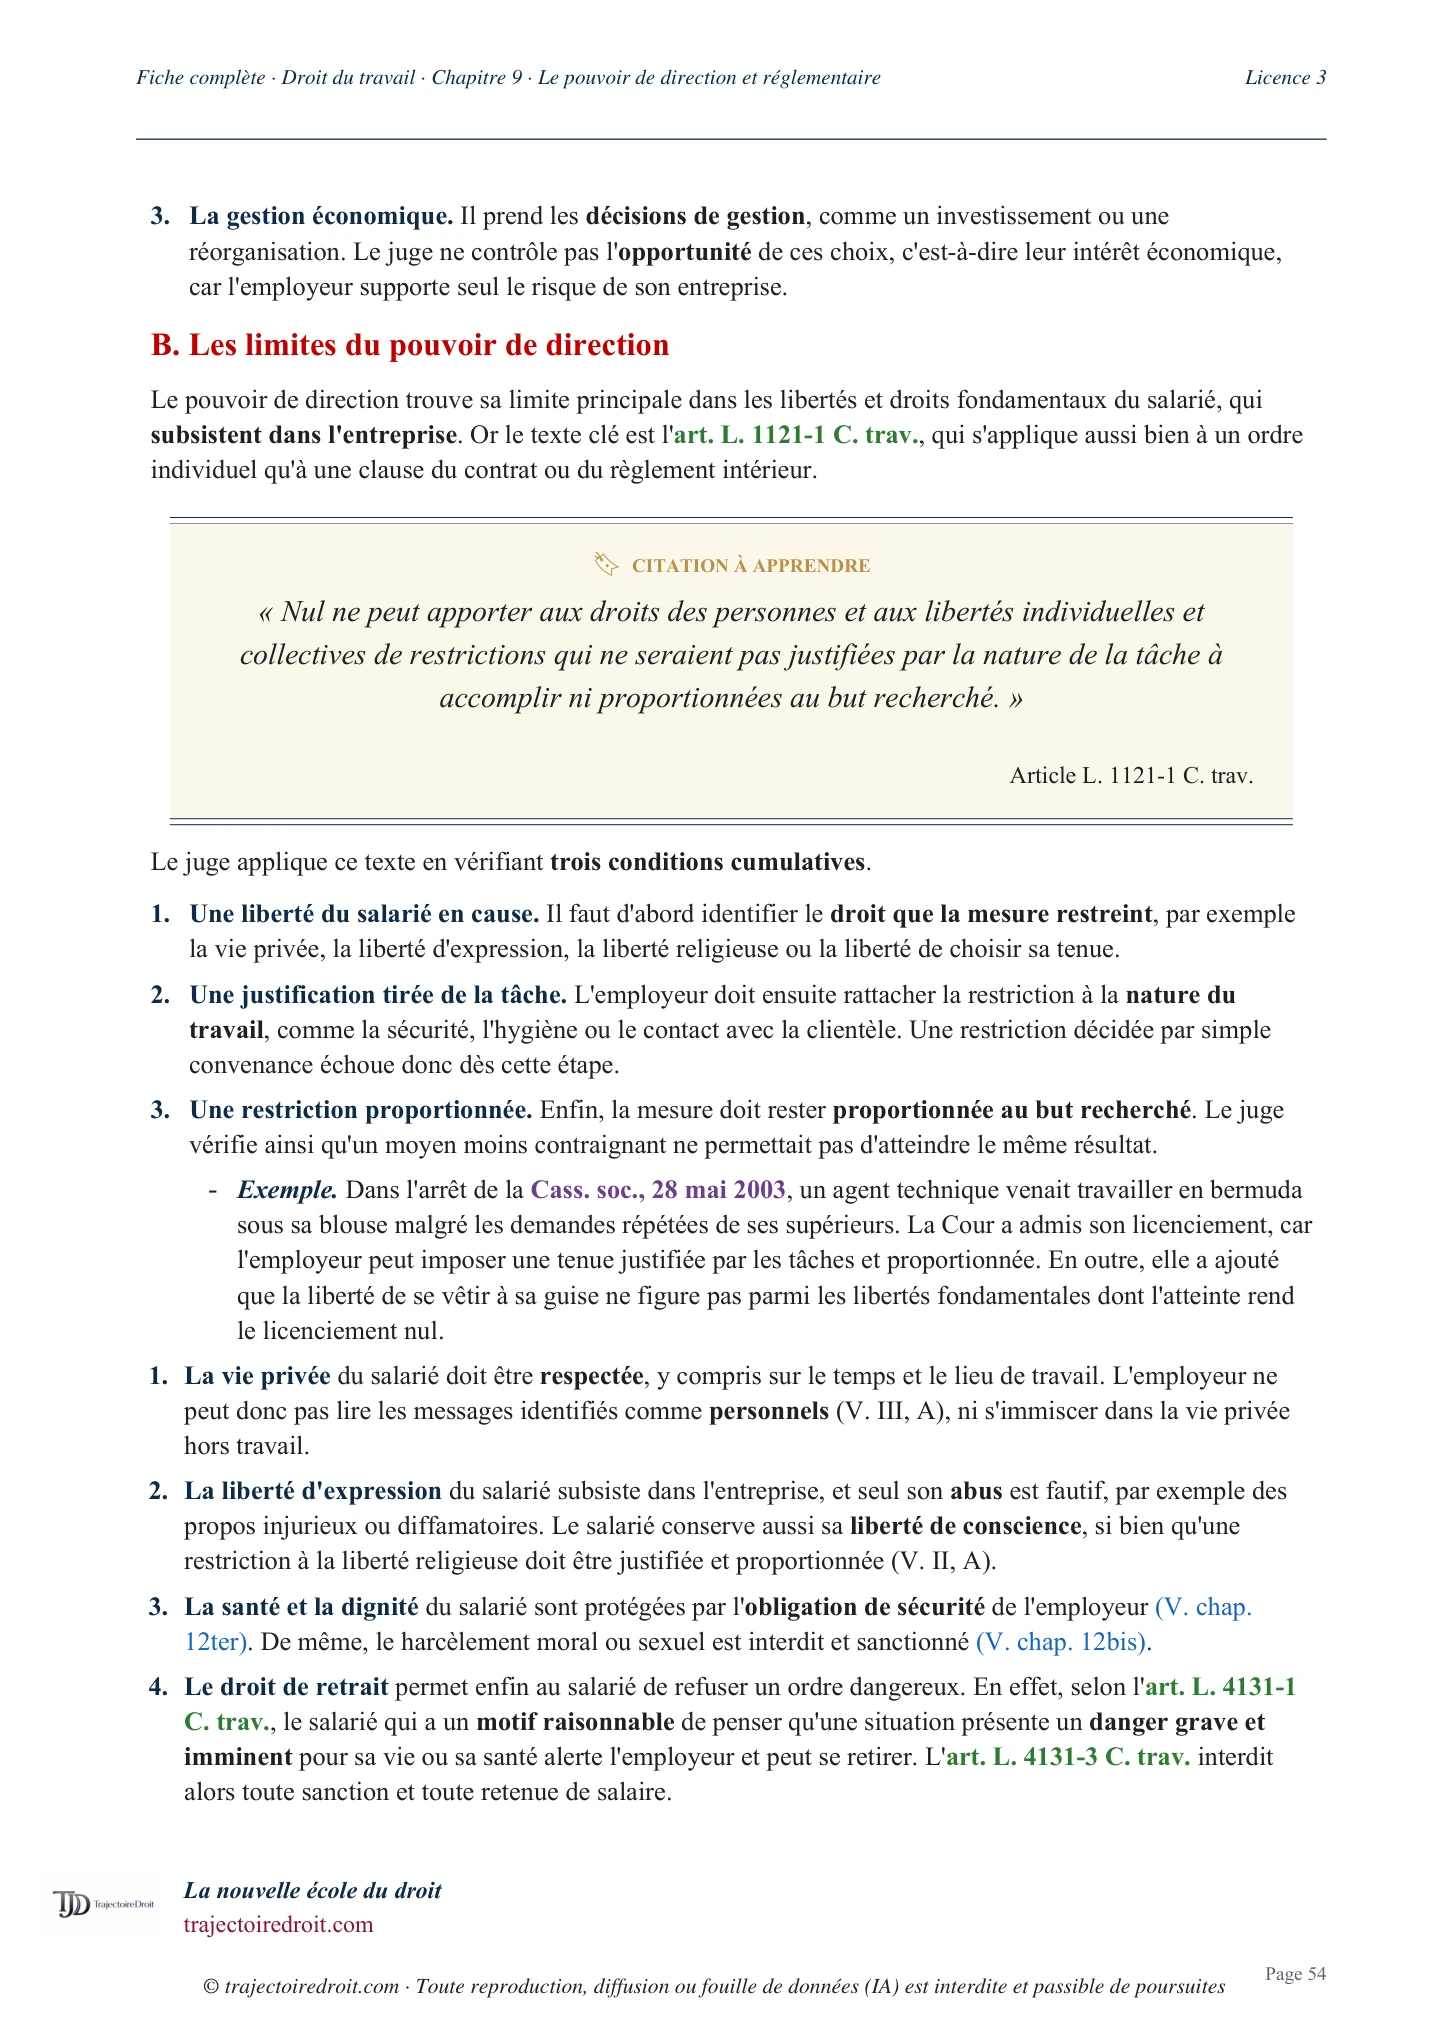 Fiche complète · Droit du travail · Chapitre 9 · Le pouvoir de direction et réglementaire
Licence 3
3. La gestion économique. Il prend les décisions de gestion, comme un investissement ou une
réorganisation. Le juge ne contrôle pas l'opportunité de ces choix, c'est-à-dire leur intérêt économique,
car l'employeur supporte seul le risque de son entreprise.
B. Les limites du pouvoir de direction
Le pouvoir de direction trouve sa limite principale dans les libertés et droits fondamentaux du salarié, qui
subsistent dans l'entreprise. Or le texte clé est l'art. L. 1121-1 C. trav., qui s'applique aussi bien à un ordre
individuel qu'à une clause du contrat ou du règlement intérieur.
CITATION À APPRENDRE
« Nul ne peut apporter aux droits des personnes et aux libertés individuelles et
collectives de restrictions qui ne seraient pas justifiées par la nature de la tâche à
accomplir ni proportionnées au but recherché. »
Article L. 1121-1 C. trav.
Le juge applique ce texte en vérifiant trois conditions cumulatives.
1. Une liberté du salarié en cause. Il faut d'abord identifier le droit que la mesure restreint, par exemple
la vie privée, la liberté d'expression, la liberté religieuse ou la liberté de choisir sa tenue.
2. Une justification tirée de la tâche. L'employeur doit ensuite rattacher la restriction à la nature du
travail, comme la sécurité, l'hygiène ou le contact avec la clientèle. Une restriction décidée par simple
convenance échoue donc dès cette étape.
3. Une restriction proportionnée. Enfin, la mesure doit rester proportionnée au but recherché. Le juge
vérifie ainsi qu'un moyen moins contraignant ne permettait pas d'atteindre le même résultat.
- Exemple. Dans l'arrêt de la Cass. soc., 28 mai 2003, un agent technique venait travailler en bermuda
sous sa blouse malgré les demandes répétées de ses supérieurs. La Cour a admis son licenciement, car
l'employeur peut imposer une tenue justifiée par les tâches et proportionnée. En outre, elle a ajouté
que la liberté de se vêtir à sa guise ne figure pas parmi les libertés fondamentales dont l'atteinte rend
le licenciement nul.
1. La vie privée du salarié doit être respectée, y compris sur le temps et le lieu de travail. L'employeur ne
peut donc pas lire les messages identifiés comme personnels (V. III, A), ni s'immiscer dans la vie privée
hors travail.
2. La liberté d'expression du salarié subsiste dans l'entreprise, et seul son abus est fautif, par exemple des
propos injurieux ou diffamatoires. Le salarié conserve aussi sa liberté de conscience, si bien qu'une
restriction à la liberté religieuse doit être justifiée et proportionnée (V. II, A).
3. La santé et la dignité du salarié sont protégées par l'obligation de sécurité de l'employeur (V. chap.
12ter). De même, le harcèlement moral ou sexuel est interdit et sanctionné (V. chap. 12bis).
4. Le droit de retrait permet enfin au salarié de refuser un ordre dangereux. En effet, selon l'art. L. 4131-1
C. trav., le salarié qui a un motif raisonnable de penser qu'une situation présente un danger grave et
imminent pour sa vie ou sa santé alerte l'employeur et peut se retirer. L'art. L. 4131-3 C. trav. interdit
alors toute sanction et toute retenue de salaire.
TJD TrajectoireDroit
La nouvelle école du droit
trajectoiredroit.com
© trajectoiredroit.com · Toute reproduction, diffusion ou fouille de données (IA) est interdite et passible de poursuites
Page 54